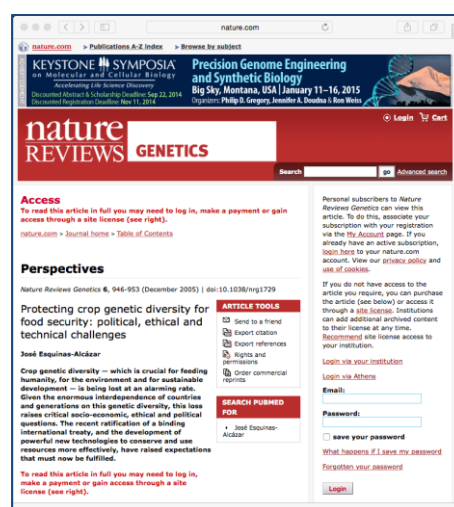 nature.com
nature.com
Publications A-Z index
Browse by subject
KEYSTONE SYMPOSIA
on Molecular and Cellular Biology
Accelerating Life Science Discovery
Discounted Abstract & Scholarship Deadline: Sep 22, 2014
Discounted Registration Deadline: Nov 11, 2014
Precision Genome Engineering
and Synthetic Biology
Big Sky, Montana, USA | January 11–16, 2015
Organizers: Philip D. Gregory, Jennifer A. Doudna & Ron Weiss
Login
Cart
nature
REVIEWS GENETICS
Search
go
Advanced search
Access
To read this article in full you may need to log in, make a payment or gain
access through a site license (see right).
nature.com > Journal home > Table of Contents
Perspectives
Nature Reviews Genetics 6, 946-953 (December 2005) | doi:10.1038/nrg1729
Protecting crop genetic diversity for
food security: political, ethical and
technical challenges
José Esquinas-Alcázar
Crop genetic diversity — which is crucial for feeding
humanity, for the environment and for sustainable
development — is being lost at an alarming rate.
Given the enormous interdependence of countries
and generations on this genetic diversity, this loss
raises critical socio-economic, ethical and political
questions. The recent ratification of a binding
international treaty, and the development of
powerful new technologies to conserve and use
resources more effectively, have raised expectations
that must now be fulfilled.
To read this article in full you may need to log in,
make a payment or gain access through a site
license (see right).
ARTICLE TOOLS
Send to a friend
Export citation
Export references
Rights and
permissions
Order commercial
reprints
SEARCH PUBMED
FOR
José Esquinas-
Alcázar
Personal subscribers to Nature
Reviews Genetics can view this
article. To do this, associate your
subscription with your registration
via the My Account page. If you
already have an active subscription,
login here to your nature.com
account. View our privacy policy and
use of cookies.
If you do not have access to the
article you require, you can purchase
the article (see below) or access it
through a site license. Institutions
can add additional archived content
to their license at any time.
Recommend site license access to
your institution.
Login via your institution
Login via Athens
Email:
Password:
save your password
What happens if I save my password
Forgotten your password
Login